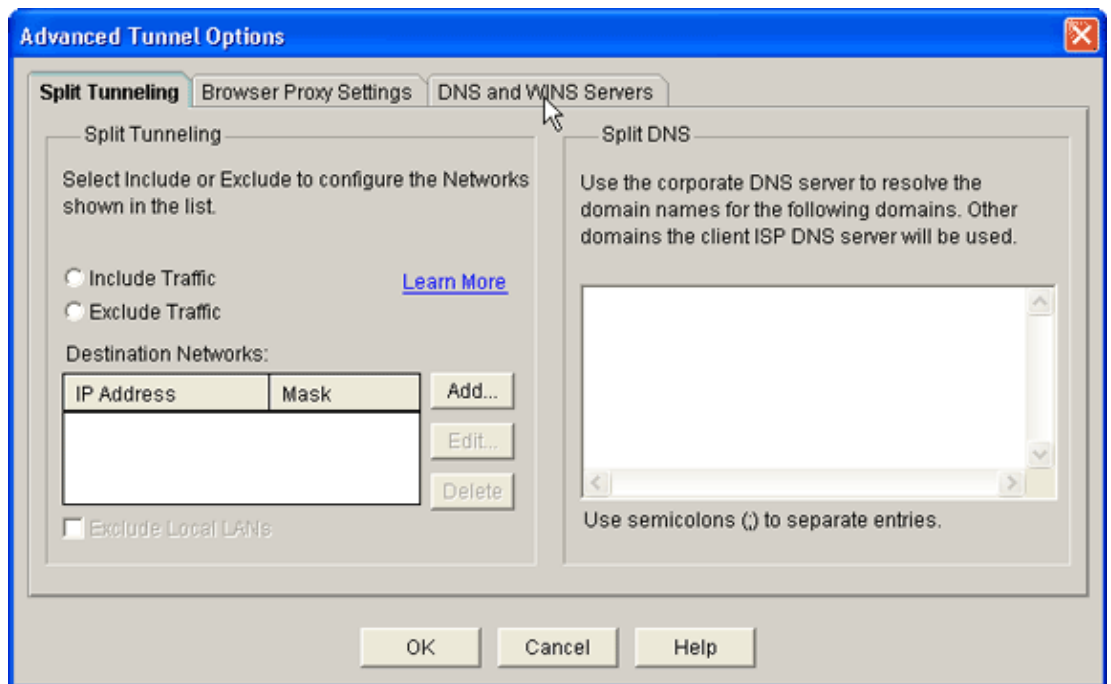 Advanced Tunnel Options
Split Tunneling
Browser Proxy Settings
DNS and WINS Servers
Split Tunneling
Select Include or Exclude to configure the Networks
shown in the list.
Include Traffic
Learn More
Exclude Traffic
Destination Networks:
IP Address
Mask
Add...
Edit...
Delete
Exclude Local LANs
Split DNS
Use the corporate DNS server to resolve the
domain names for the following domains. Other
domains the client ISP DNS server will be used.
Use semicolons (;) to separate entries.
OK
Cancel
Help